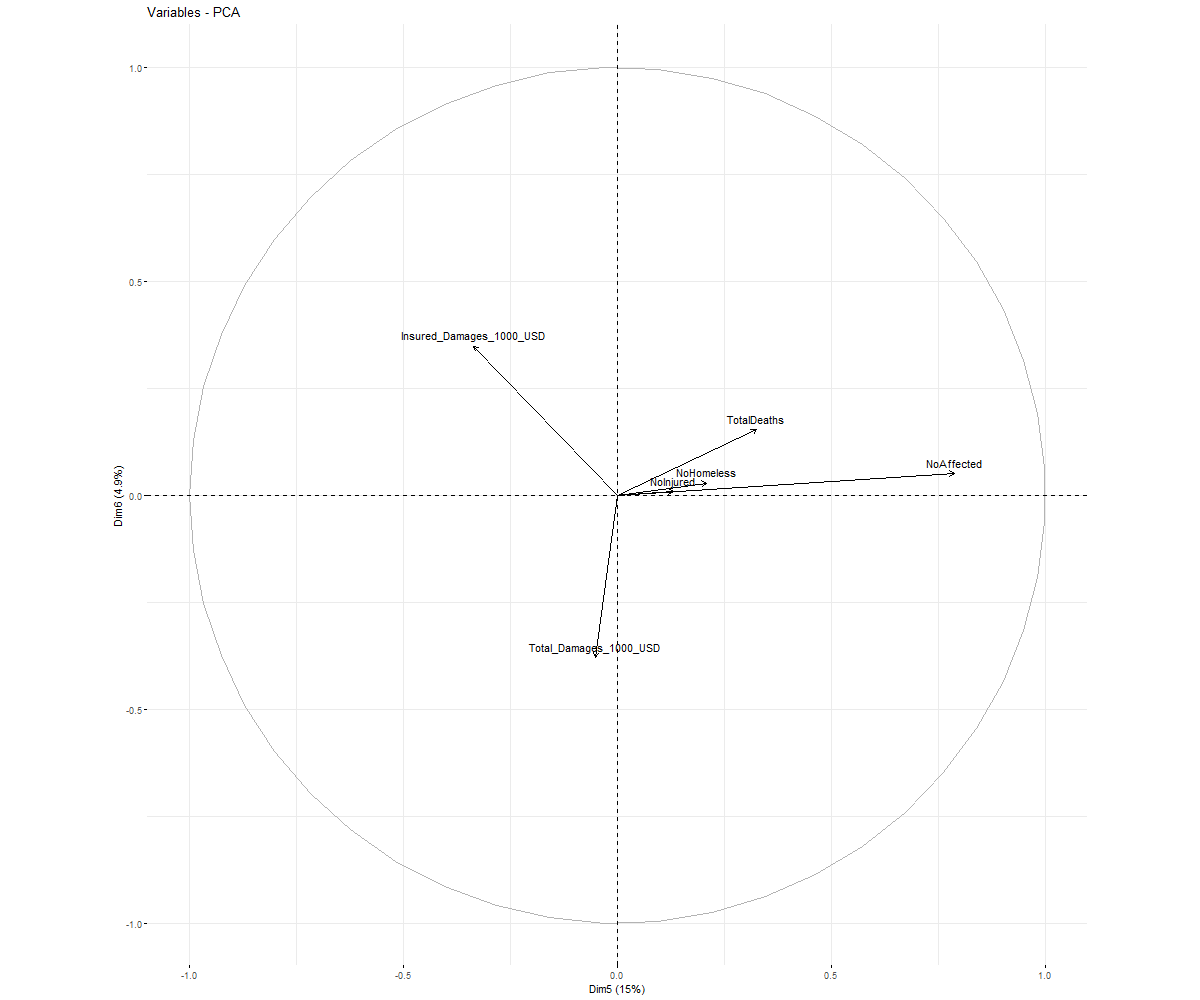 Variables - PCA
1.0
0.5
Insured_Damages_1000_USD
TotalDeaths
NoAffected
NoHomeless
NoInjured
0.0
Dim6 (4.9%)
Total_Damages_1000_USD
-0.5
-1.0
-1.0
-0.5
0.0
0.5
1.0
Dim5 (15%)